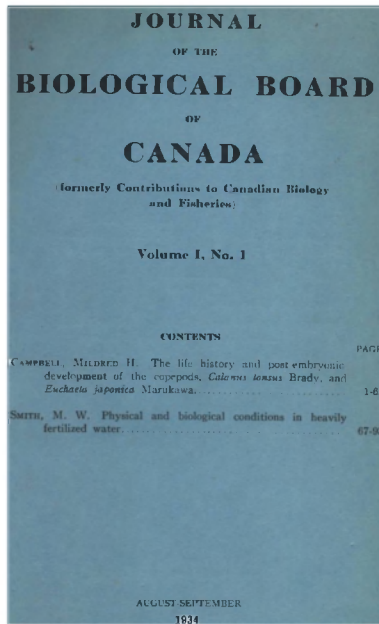 JOURNAL
OF THE
BIOLOGICAL BOARD
OF
CANADA
(formerly Contributions to Canadian Biology
and Fisheries)
Volume I, No. 1
CONTENTS
PAGE
CAMPBELL, MILDRED H. The life history and post embryonic
development of the copepods, Calanus tonsus Brady, and
Euchaeta japonica Marukawa.
1-6
SMITH, M. W. Physical and biological conditions in heavily
fertilized water.
67-9
AUGUST-SEPTEMBER
1934